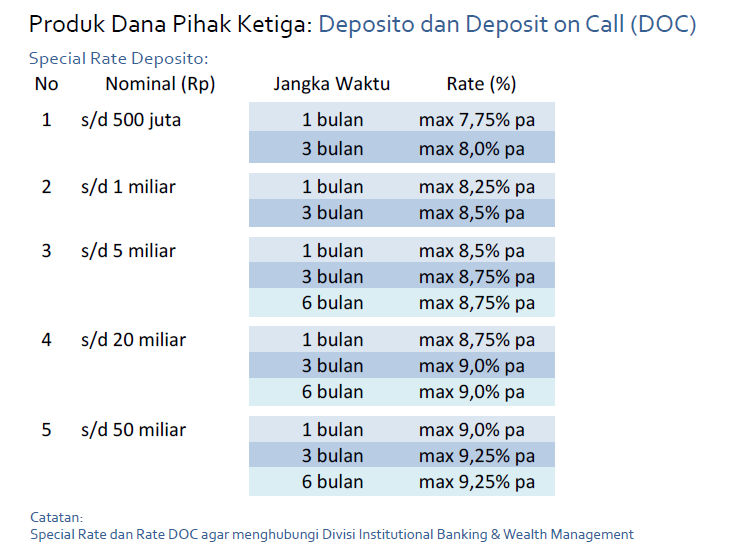 Produk Dana Pihak Ketiga: Deposito dan Deposit on Call (DOC)
Special Rate Deposito:
No Nominal (Rp) Jangka Waktu Rate (%)
1 s/d 500 juta 1 bulan max 7,75% pa
3 bulan max 8,0% pa
2 s/d 1 miliar 1 bulan max 8,25% pa
3 bulan max 8,5% pa
3 s/d 5 miliar 1 bulan max 8,5% pa
3 bulan max 8,75% pa
6 bulan max 8,75% pa
4 s/d 20 miliar 1 bulan max 8,75% pa
3 bulan max 9,0% pa
6 bulan max 9,0% pa
5 s/d 50 miliar 1 bulan max 9,0% pa
3 bulan max 9,25% pa
6 bulan max 9,25% pa
Catatan:
Special Rate dan Rate DOC agar menghubungi Divisi Institutional Banking & Wealth Management